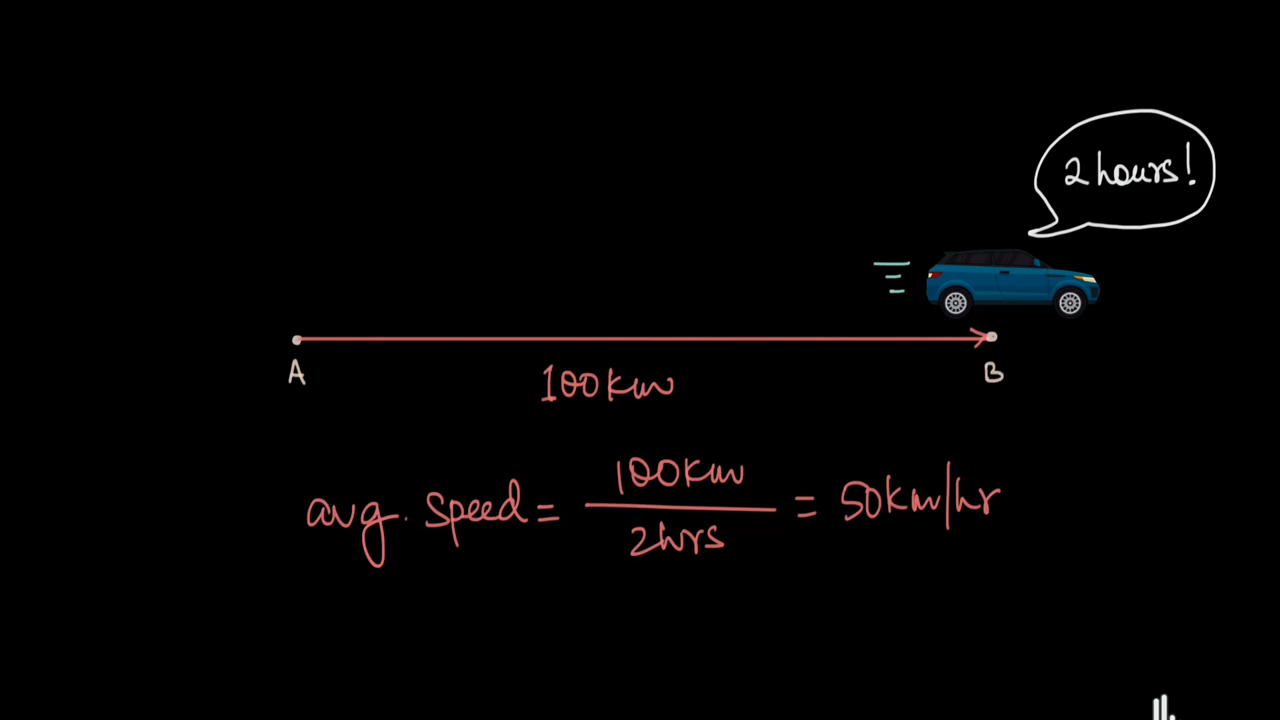 2 hours!
A
B
100km
avg. speed = 100km / 2hrs = 50km/hr